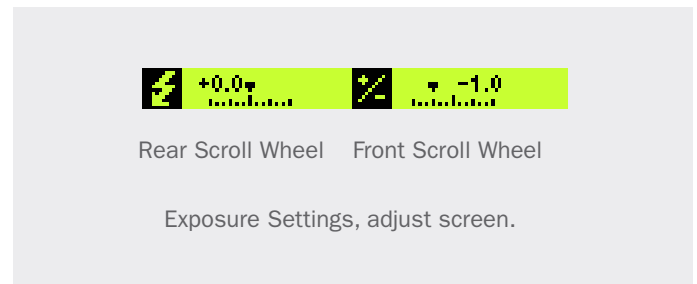 +0.0 -1.0
Rear Scroll Wheel Front Scroll Wheel
Exposure Settings, adjust screen.